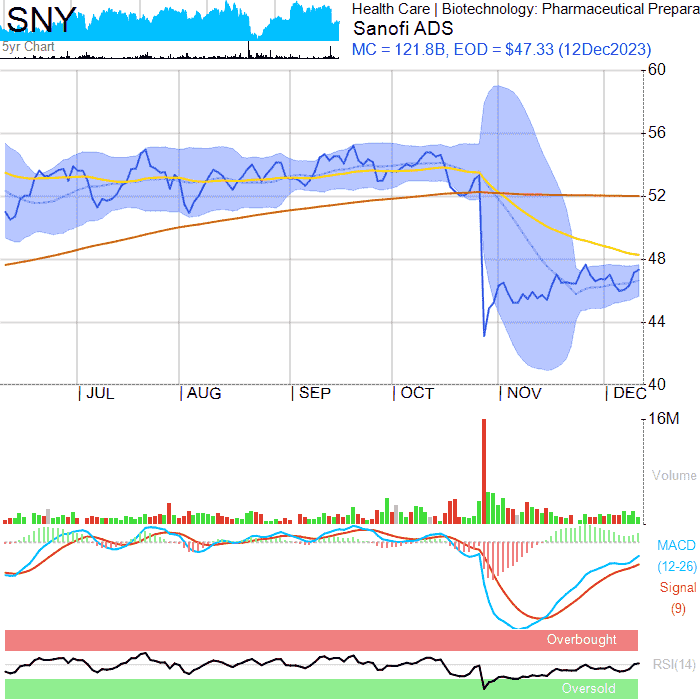 SNY
5yr Chart
Health Care | Biotechnology: Pharmaceutical Prepara
Sanofi ADS
MC = 121.8B, EOD = $47.33 (12Dec2023)
60
56
52
48
44
40
JUL
AUG
SEP
OCT
NOV
DEC
16M
Volume
MACD
(12-26)
Signal
(9)
Overbought
RSI(14)
Oversold